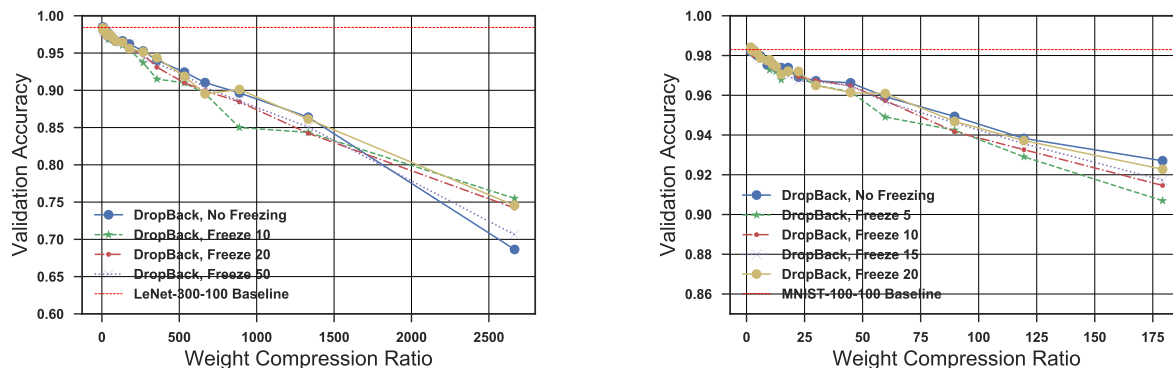 1.00
0.95
0.90
0.85
0.80
0.75
0.70
0.65
0.60
Validation Accuracy
DropBack, No Freezing
DropBack, Freeze 10
DropBack, Freeze 20
DropBack, Freeze 50
LeNet-300-100 Baseline
0 500 1000 1500 2000 2500
Weight Compression Ratio
1.00
0.98
0.96
0.94
0.92
0.90
0.88
0.86
Validation Accuracy
DropBack, No Freezing
DropBack, Freeze 5
DropBack, Freeze 10
DropBack, Freeze 15
DropBack, Freeze 20
MNIST-100-100 Baseline
0 25 50 75 100 125 150 175
Weight Compression Ratio